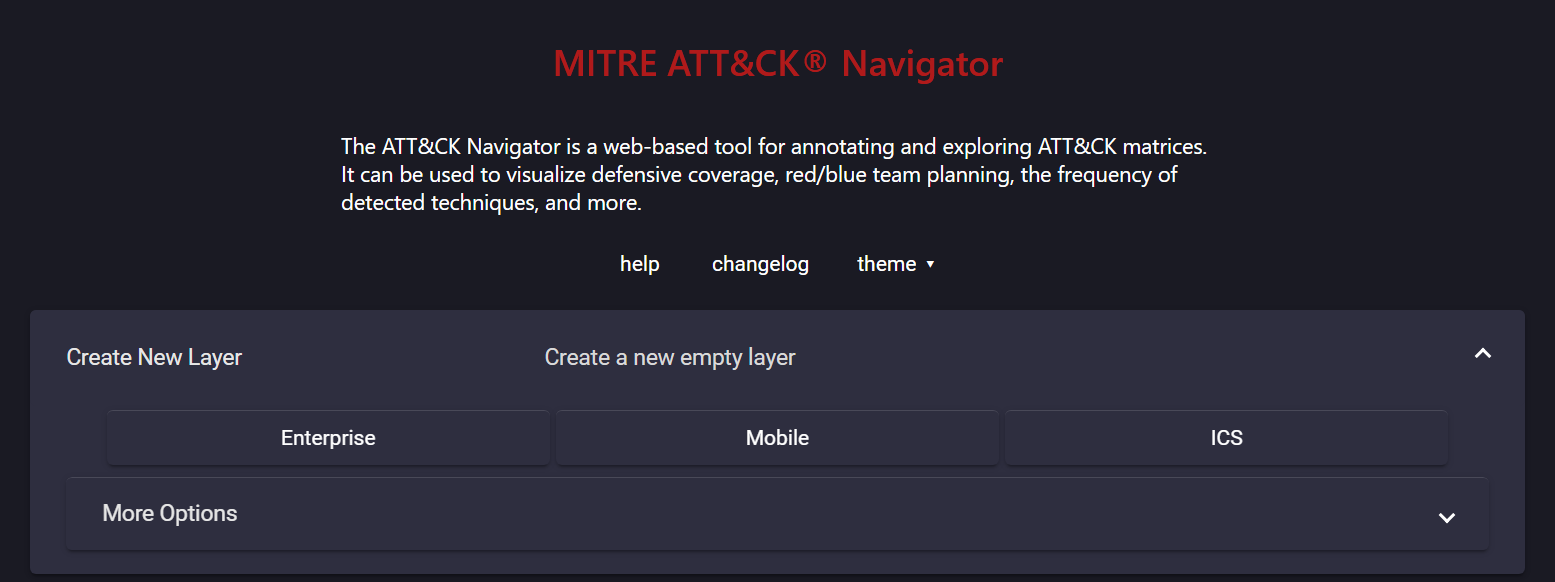 MITRE ATT&CK® Navigator
The ATT&CK Navigator is a web-based tool for annotating and exploring ATT&CK matrices.
It can be used to visualize defensive coverage, red/blue team planning, the frequency of
detected techniques, and more.
help changelog theme ▾
Create New Layer Create a new empty layer
Enterprise Mobile ICS
More Options